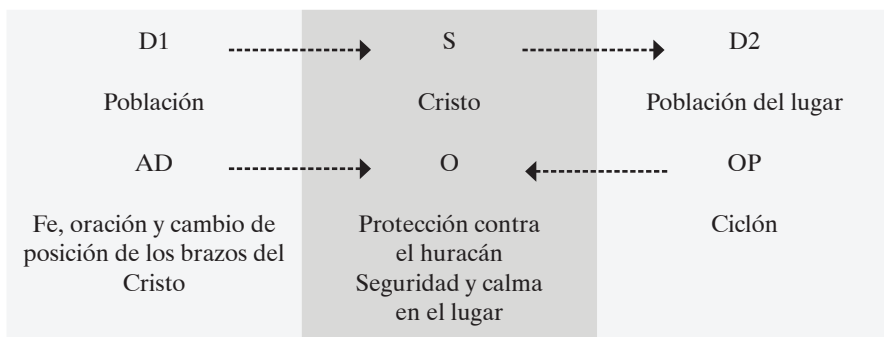 D1 S D2
Población Cristo Población del lugar
AD O OP
Fe, oración y cambio de
posición de los brazos del
Cristo
Protección contra
el huracán
Seguridad y calma
en el lugar
Ciclón